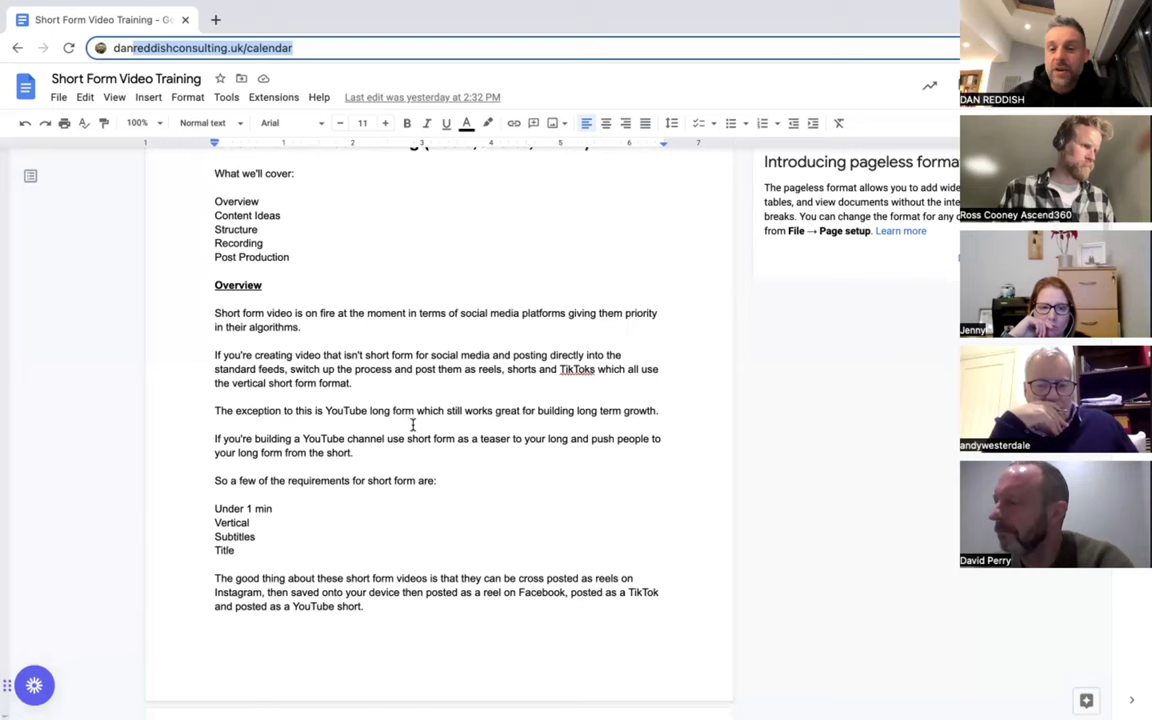 Short Form Video Training - Go
danreddishconsulting.uk/calendar
Short Form Video Training
File Edit View Insert Format Tools Extensions Help Last edit was yesterday at 2:32 PM
100% Normal text Arial 11
1 1 2 3 4 5 6 7
What we'll cover:
Overview
Content Ideas
Structure
Recording
Post Production
Overview
Short form video is on fire at the moment in terms of social media platforms giving them priority
in their algorithms.
If you're creating video that isn't short form for social media and posting directly into the
standard feeds, switch up the process and post them as reels, shorts and TikToks which all use
the vertical short form format.
The exception to this is YouTube long form which still works great for building long term growth.
If you're building a YouTube channel use short form as a teaser to your long and push people to
your long form from the short.
So a few of the requirements for short form are:
Under 1 min
Vertical
Subtitles
Title
The good thing about these short form videos is that they can be cross posted as reels on
Instagram, then saved onto your device then posted as a reel on Facebook, posted as a TikTok
and posted as a YouTube short.
Introducing pageless forma
The pageless format allows you to add wide
tables, and view documents without the inte
breaks. You can change the format for any
from File → Page setup. Learn more
DAN REDDISH
Ross Cooney Ascend360
Jenny
andywesterdale
David Perry